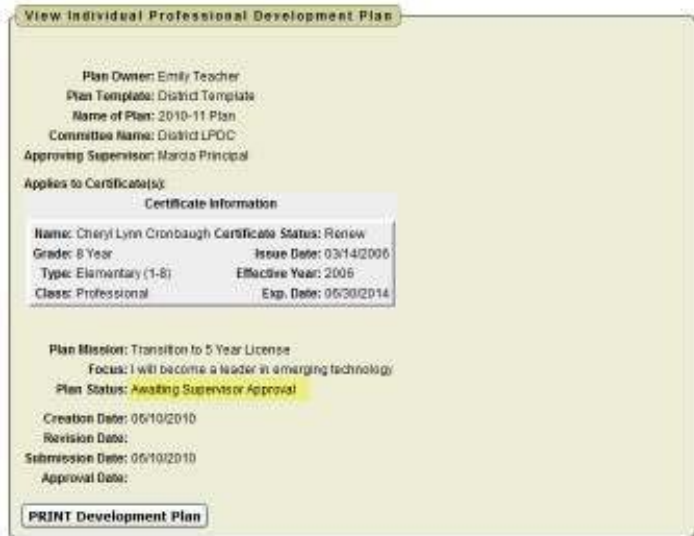 View Individual Professional Development Plan
Plan Owner: Emily Teacher
Plan Template: District Template
Name of Plan: 2010-11 Plan
Committee Name: District LPDC
Approving Supervisor: Marcia Principal
Applies to Certificate(s):
Certificate Information
Name: Cheryl Lynn Cronbaugh Certificate Status: Renew
Grade: 8 Year Issue Date: 03/14/2006
Type: Elementary (1-8) Effective Year: 2006
Class: Professional Exp. Date: 06/30/2014
Plan Mission: Transition to 5 Year License
Focus: I will become a leader in emerging technology
Plan Status: Awaiting Supervisor Approval
Creation Date: 06/10/2010
Revision Date:
Submission Date: 06/10/2010
Approval Date:
PRINT Development Plan